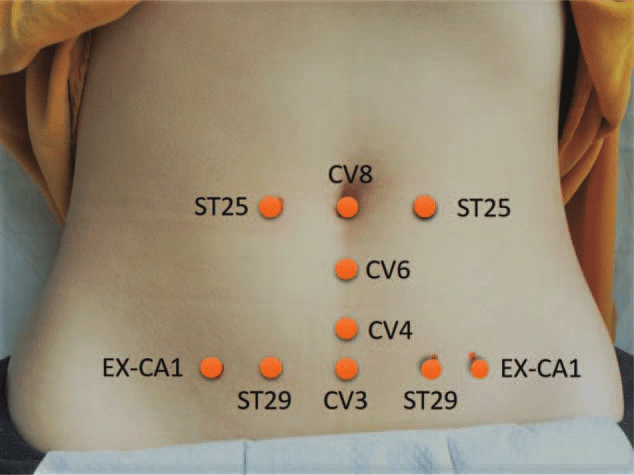 CV8
ST25 ST25
CV6
CV4
EX-CA1 EX-CA1
ST29 CV3 ST29